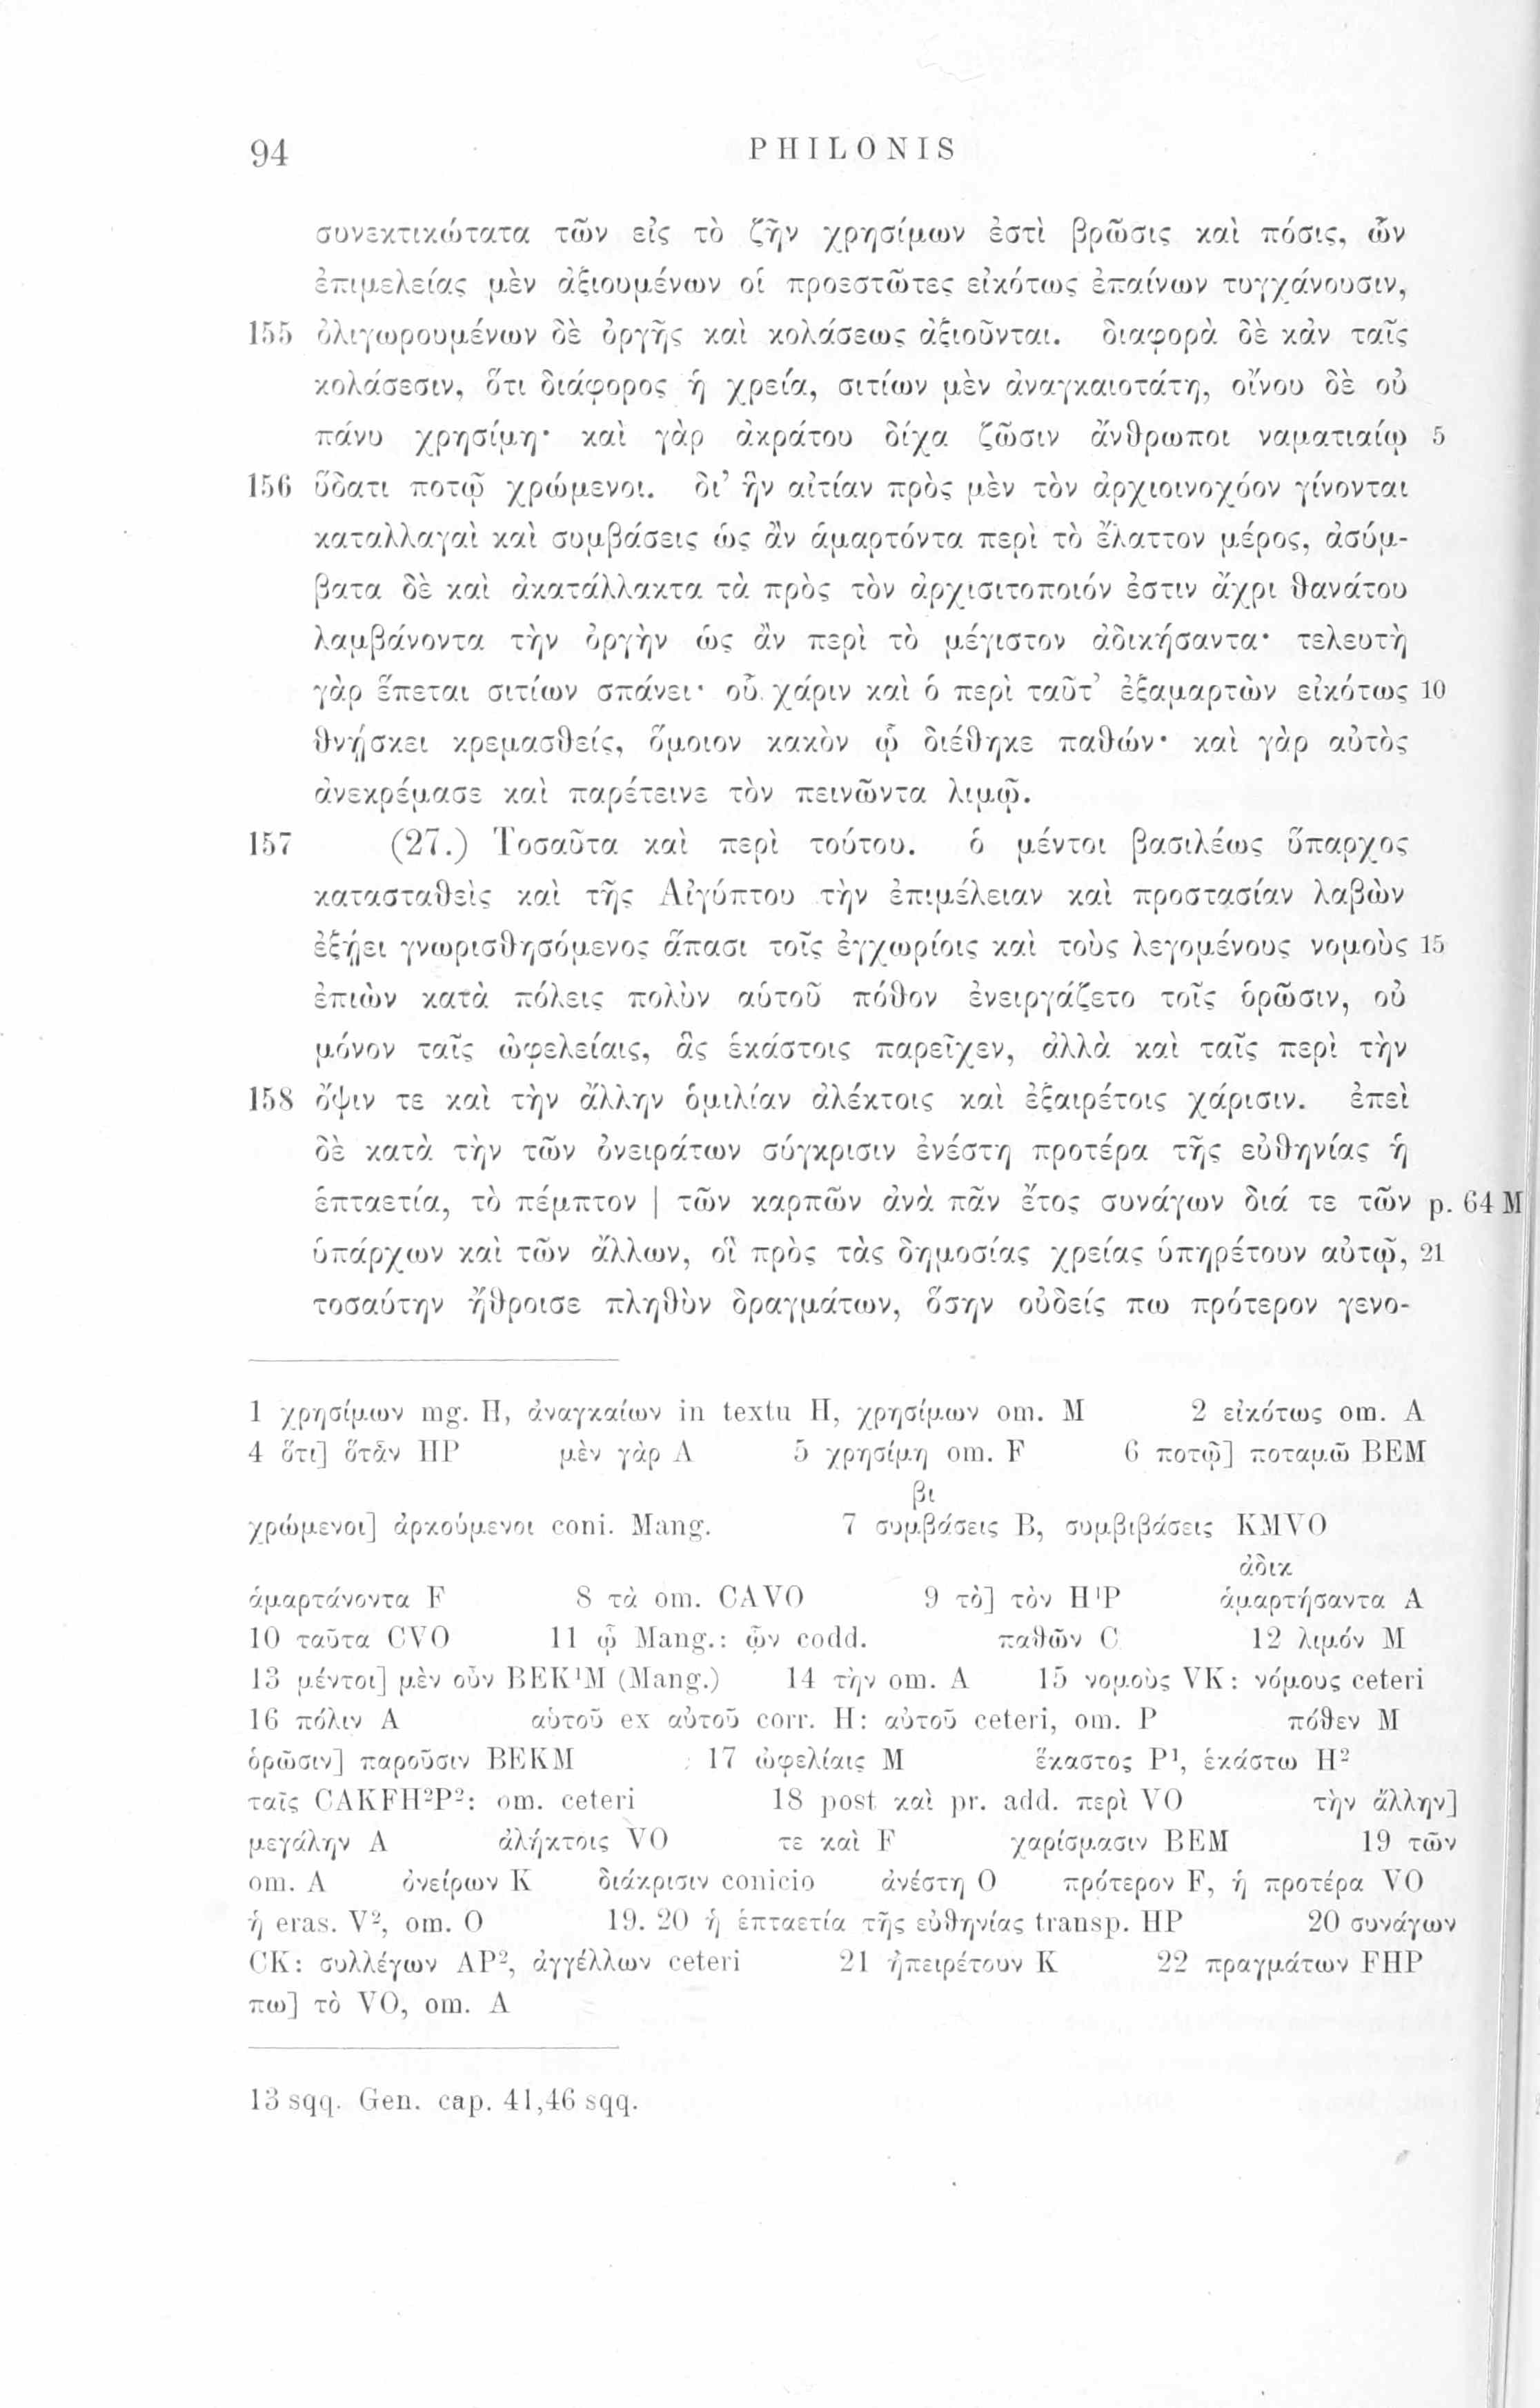 94 PHILONIS
συνεκτικώτατα τῶν εἰς τὸ ζῆν χρησίμων ἐστὶ βρῶσις καὶ πόσις, ὧν
ἐπιμελείας μὲν ἀξιουμένων οἱ προεστῶτες εἰκότως ἐπαίνων τυγχάνουσιν,
155 ὀλιγωρουμένων δὲ ὀργῆς καὶ κολάσεως ἀξιοῦνται. διαφορὰ δὲ κἀν ταῖς
κολάσεσιν, ὅτι διάφορος ἡ χρεία, σιτίων μὲν ἀναγκαιοτάτη, οἴνου δὲ οὐ
πάνυ χρησίμη· καὶ γὰρ ἀκράτου δίχα ζῶσιν ἄνθρωποι ναματιαίῳ 5
156 ὕδατι ποτῷ χρώμενοι. δι’ ἣν αἰτίαν πρὸς μὲν τὸν ἀρχιοινοχόον γίνονται
καταλλαγαὶ καὶ συμβάσεις ὡς ἂν ἁμαρτόντα περὶ τὸ ἔλαττον μέρος, ἀσύμ-
βατα δὲ καὶ ἀκατάλλακτα τὰ πρὸς τὸν ἀρχισιτοποιόν ἐστιν ἄχρι θανάτου
λαμβάνοντα τὴν ὀργὴν ὡς ἂν περὶ τὸ μέγιστον ἀδικήσαντα· τελευτὴ
γὰρ ἕπεται σιτίων σπάνει· οὗ χάριν καὶ ὁ περὶ ταῦτ’ ἐξαμαρτὼν εἰκότως 10
θνῄσκει κρεμασθείς, ὅμοιον κακὸν ᾧ διέθηκε παθών· καὶ γὰρ αὐτὸς
ἀνεκρέμασε καὶ παρέτεινε τὸν πεινῶντα λιμῷ.
157 (27.) Τοσαῦτα καὶ περὶ τούτου. ὁ μέντοι βασιλέως ὕπαρχος
κατασταθεὶς καὶ τῆς Αἰγύπτου τὴν ἐπιμέλειαν καὶ προστασίαν λαβὼν
ἐξῄει γνωρισθησόμενος ἅπασι τοῖς ἐγχωρίοις καὶ τοὺς λεγομένους νομοὺς 15
ἐπιὼν κατὰ πόλεις πολὺν αὑτοῦ πόθον ἐνειργάζετο τοῖς ὁρῶσιν, οὐ
μόνον ταῖς ὠφελείαις, ἃς ἑκάστοις παρεῖχεν, ἀλλὰ καὶ ταῖς περὶ τὴν
158 ὄψιν τε καὶ τὴν ἄλλην ὁμιλίαν ἀλέκτοις καὶ ἐξαιρέτοις χάρισιν. ἐπεὶ
δὲ κατὰ τὴν τῶν ὀνειράτων σύγκρισιν ἐνέστη προτέρα τῆς εὐθηνίας ἡ
ἑπταετία, τὸ πέμπτον | τῶν καρπῶν ἀνὰ πᾶν ἔτος συνάγων διά τε τῶν p. 64 M
ὑπάρχων καὶ τῶν ἄλλων, οἳ πρὸς τὰς δημοσίας χρείας ὑπηρέτουν αὐτῷ, 21
τοσαύτην ἤθροισε πληθὺν δραγμάτων, ὅσην οὐδείς πω πρότερον γενο-
1 χρησίμων mg. H, ἀναγκαίων in textu H, χρησίμων om. M 2 εἰκότως om. A
4 ὅτι] ὅτἂν HP μὲν γὰρ A 5 χρησίμη om. F 6 ποτῷ] ποταμῶ BEM
βι
χρώμενοι] ἀρκούμενοι coni. Mang. 7 συμβάσεις B, συμβιβάσεις KMVO
ἀδικ
ἁμαρτάνοντα F 8 τὰ om. CAVO 9 τὸ] τὸν H¹P ἁμαρτήσαντα A
10 ταῦτα CVO 11 ᾧ Mang.: ὧν codd. παθῶν C 12 λιμόν M
13 μέντοι] μὲν οὖν BEK¹M (Mang.) 14 τὴν om. A 15 νομοὺς VK: νόμους ceteri
16 πόλιν A αὑτοῦ ex αὐτοῦ corr. H: αὐτοῦ ceteri, om. P πόθεν M
ὁρῶσιν] παροῦσιν BEKM 17 ὠφελίαις M ἕκαστος P¹, ἑκάστω H²
ταῖς CAKFH²P²: om. ceteri 18 post καὶ pr. add. περὶ VO τὴν ἄλλην]
μεγάλην A ἀλήκτοις VO τε καὶ F χαρίσμασιν BEM 19 τῶν
om. A ὀνείρων K διάκρισιν conicio ἀνέστη O πρότερον F, ἡ προτέρα VO
ἡ eras. V², om. O 19. 20 ἡ ἑπταετία τῆς εὐθηνίας transp. HP 20 συνάγων
CK: συλλέγων AP², ἀγγέλλων ceteri 21 ἠπειρέτουν K 22 πραγμάτων FHP
πω] τὸ VO, om. A
13 sqq. Gen. cap. 41,46 sqq.